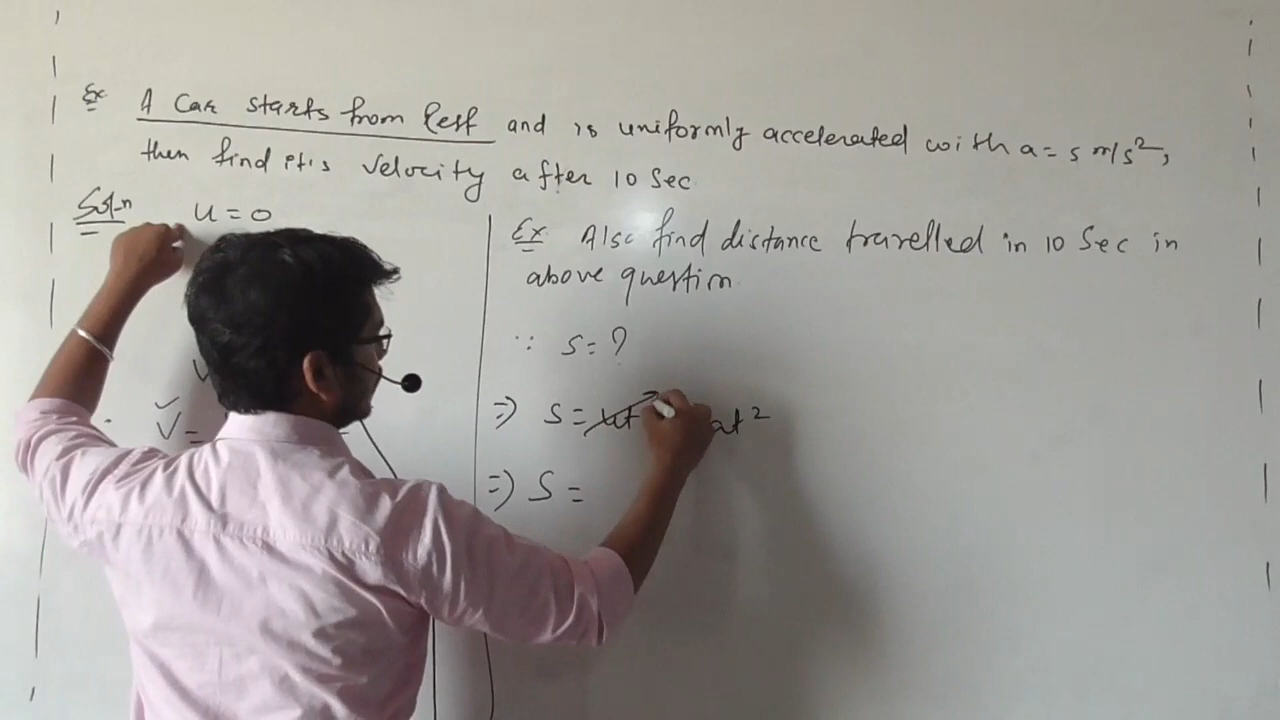 Ex A Car starts from Rest and is uniformly accelerated with a = 5 m/s²,
then find it's velocity after 10 Sec.
Sol-n u = 0
V
V =
Ex. Also find distance travelled in 10 Sec in
above question.
∵ S = ?
⇒ S = ut at²
⇒ S =